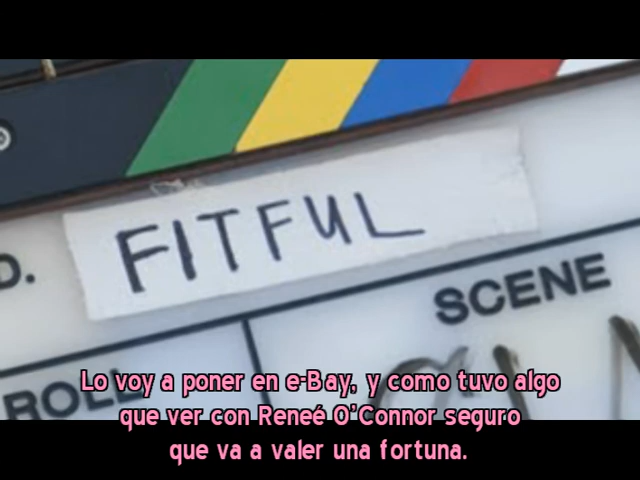 D.
FITFUL
SCENE
ROLL
Lo voy a poner en e-Bay, y como tuvo algo
que ver con Reneé O'Connor seguro
que va a valer una fortuna.